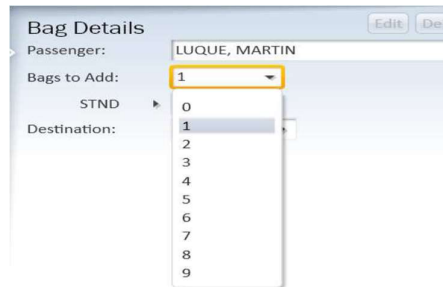 Bag Details
Edit
De
Passenger: LUQUE, MARTIN
Bags to Add: 1
STND
0
1
Destination:
2
3
4
5
6
7
8
9